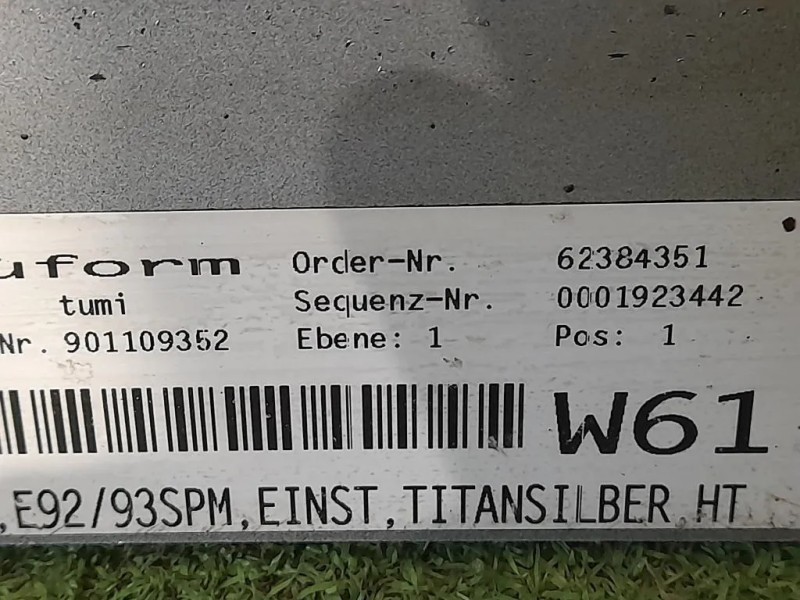 uform Order-Nr. 62384351
tumi Sequenz-Nr. 0001923442
Nr. 901109352 Ebene: 1 Pos: 1
W61
,E92/93SPM,EINST,TITANSILBER,HT